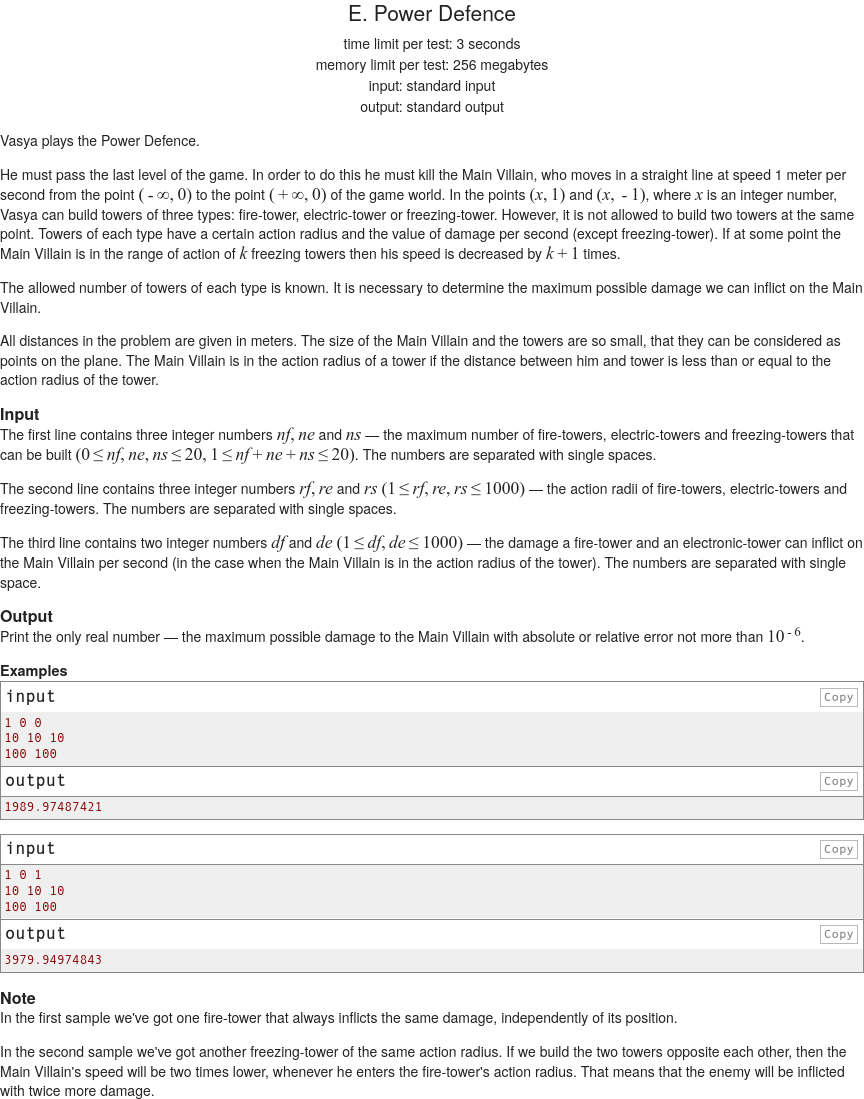 E. Power Defence
time limit per test: 3 seconds
memory limit per test: 256 megabytes
input: standard input
output: standard output
Vasya plays the Power Defence.
He must pass the last level of the game. In order to do this he must kill the Main Villain, who moves in a straight line at speed 1 meter per
second from the point ( - ∞, 0) to the point ( + ∞, 0) of the game world. In the points (x, 1) and (x, - 1), where x is an integer number,
Vasya can build towers of three types: fire-tower, electric-tower or freezing-tower. However, it is not allowed to build two towers at the same
point. Towers of each type have a certain action radius and the value of damage per second (except freezing-tower). If at some point the
Main Villain is in the range of action of k freezing towers then his speed is decreased by k + 1 times.
The allowed number of towers of each type is known. It is necessary to determine the maximum possible damage we can inflict on the Main
Villain.
All distances in the problem are given in meters. The size of the Main Villain and the towers are so small, that they can be considered as
points on the plane. The Main Villain is in the action radius of a tower if the distance between him and tower is less than or equal to the
action radius of the tower.
Input
The first line contains three integer numbers nf, ne and ns — the maximum number of fire-towers, electric-towers and freezing-towers that
can be built (0 ≤ nf, ne, ns ≤ 20, 1 ≤ nf + ne + ns ≤ 20). The numbers are separated with single spaces.
The second line contains three integer numbers rf, re and rs (1 ≤ rf, re, rs ≤ 1000) — the action radii of fire-towers, electric-towers and
freezing-towers. The numbers are separated with single spaces.
The third line contains two integer numbers df and de (1 ≤ df, de ≤ 1000) — the damage a fire-tower and an electronic-tower can inflict on
the Main Villain per second (in the case when the Main Villain is in the action radius of the tower). The numbers are separated with single
space.
Output
Print the only real number — the maximum possible damage to the Main Villain with absolute or relative error not more than 10 - 6.
Examples
input Copy
1 0 0
10 10 10
100 100
output Copy
1989.97487421
input Copy
1 0 1
10 10 10
100 100
output Copy
3979.94974843
Note
In the first sample we've got one fire-tower that always inflicts the same damage, independently of its position.
In the second sample we've got another freezing-tower of the same action radius. If we build the two towers opposite each other, then the
Main Villain's speed will be two times lower, whenever he enters the fire-tower's action radius. That means that the enemy will be inflicted
with twice more damage.